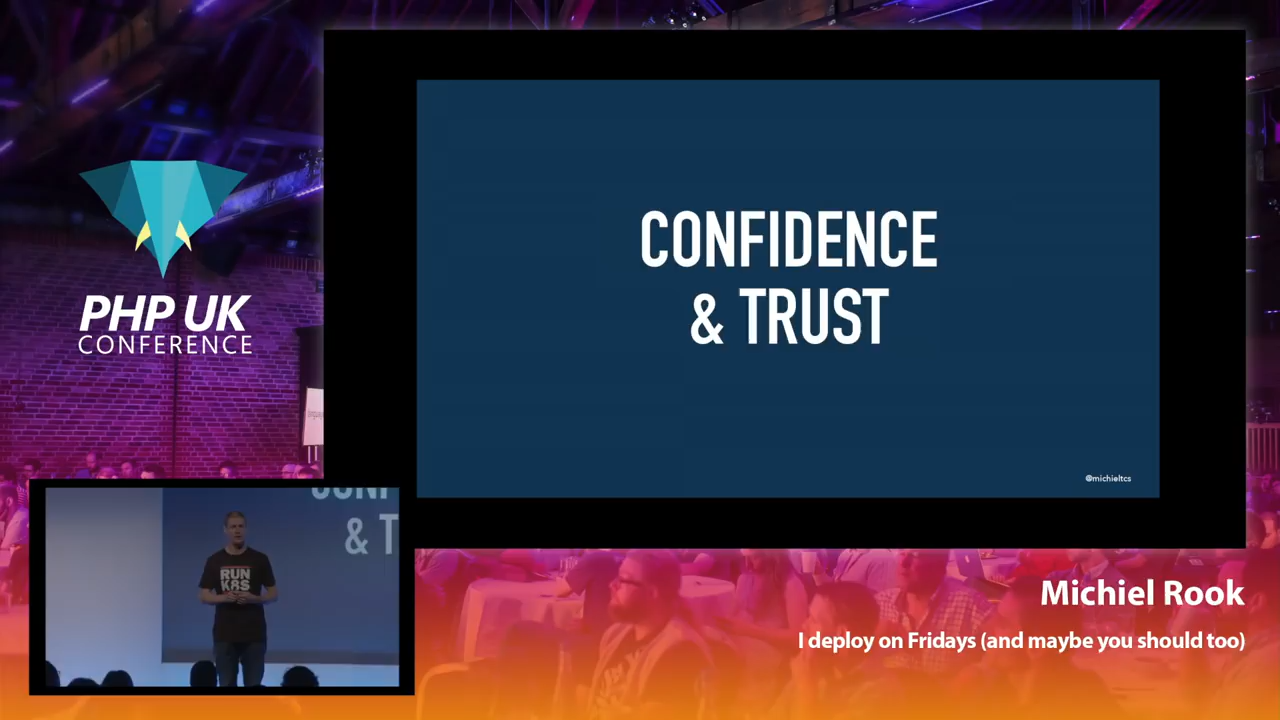 CONFIDENCE
& TRUST
@michieltcs
PHP UK
CONFERENCE
& T
RUN
K8S
Michiel Rook
I deploy on Fridays (and maybe you should too)